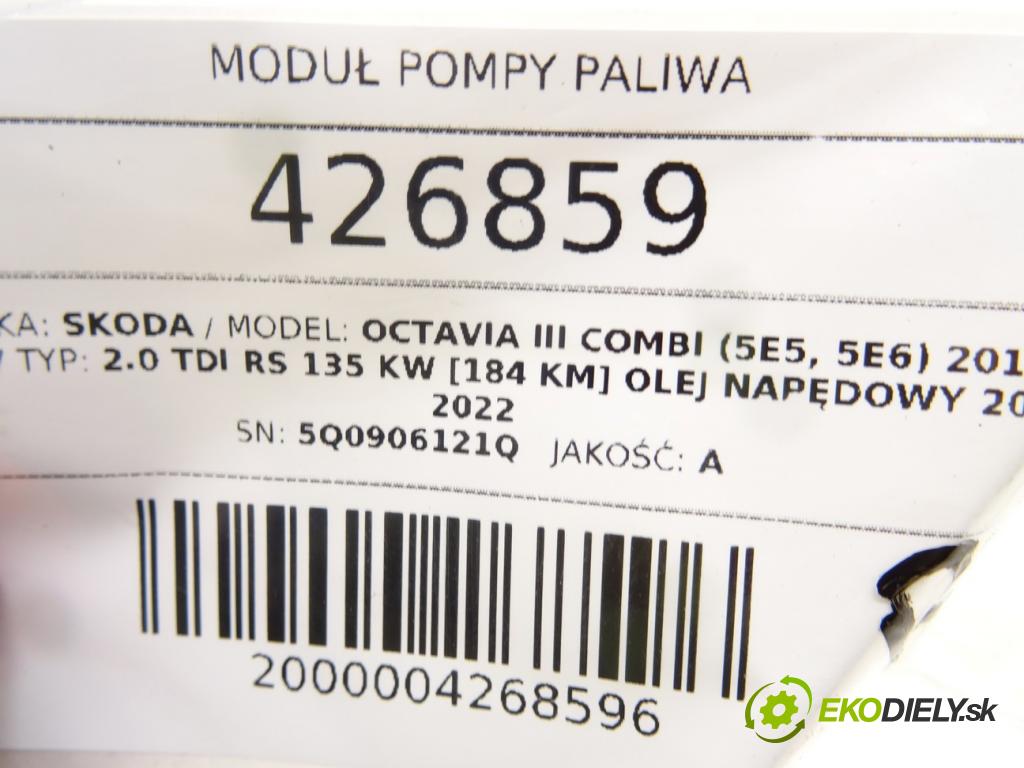 MODUŁ POMPY PALIWA
426859
KA: SKODA / MODEL: OCTAVIA III COMBI (5E5, 5E6) 201
/ TYP: 2.0 TDI RS 135 KW [184 KM] OLEJ NAPĘDOWY 20
2022
SN: 5Q0906121Q JAKOŚĆ: A
2000004268596
EKODIELY.sk